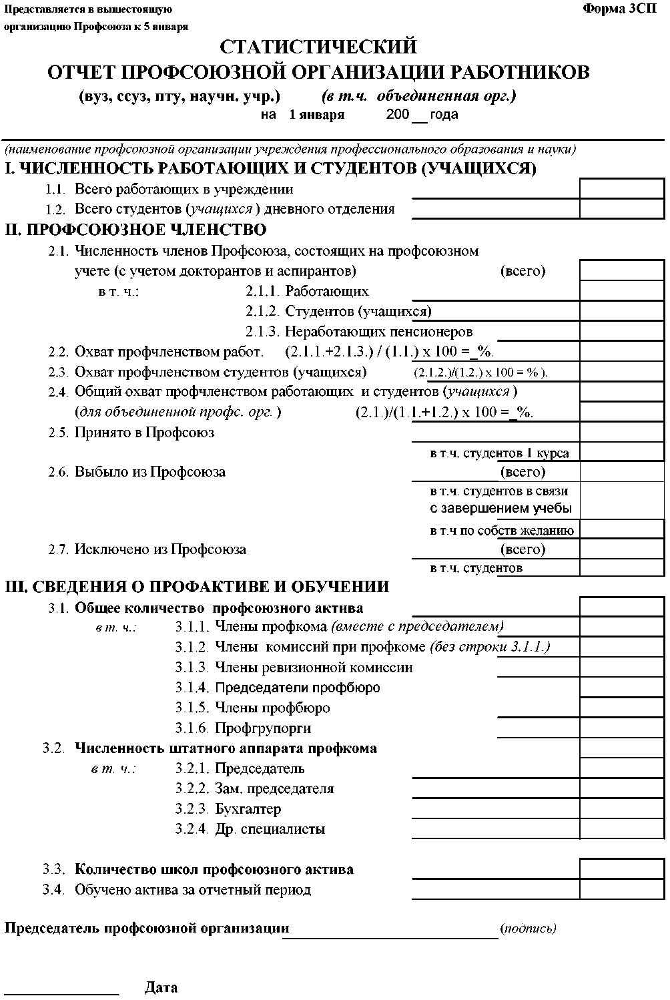 Представляется в вышестоящую
Форма 3СП
организацию Профсоюза к 5 января
СТАТИСТИЧЕСКИЙ
ОТЧЕТ ПРОФСОЮЗНОЙ ОРГАНИЗАЦИИ РАБОТНИКОВ
(вуз, ссуз, пту, научн. учр.) (в т.ч. объединенная орг.)
на 1 января 200 __ года
(наименование профсоюзной организации учреждения профессионального образования и науки)
I. ЧИСЛЕННОСТЬ РАБОТАЮЩИХ И СТУДЕНТОВ (УЧАЩИХСЯ)
1.1. Всего работающих в учреждении
1.2. Всего студентов (учащихся ) дневного отделения
II. ПРОФСОЮЗНОЕ ЧЛЕНСТВО
2.1. Численность членов Профсоюза, состоящих на профсоюзном
учете (с учетом докторантов и аспирантов) (всего)
в т. ч.: 2.1.1. Работающих
2.1.2. Студентов (учащихся)
2.1.3. Неработающих пенсионеров
2.2. Охват профчленством работ. (2.1.1.+2.1.3.) / (1.1.) х 100 =_%.
2.3. Охват профчленством студентов (учащихся) (2.1.2.)/(1.2.) х 100 = % ).
2.4. Общий охват профчленством работающих и студентов (учащихся )
(для объединенной профс. орг. ) (2.1.)/(1.1.+1.2.) х 100 =_%.
2.5. Принято в Профсоюз
в т.ч. студентов 1 курса
2.6. Выбыло из Профсоюза (всего)
в т.ч. студентов в связи
с завершением учебы
в т.ч по собств желанию
2.7. Исключено из Профсоюза (всего)
в т.ч. студентов
III. СВЕДЕНИЯ О ПРОФАКТИВЕ И ОБУЧЕНИИ
3.1. Общее количество профсоюзного актива
в т. ч.: 3.1.1. Члены профкома (вместе с председателем)
3.1.2. Члены комиссий при профкоме (без строки 3.1.1.)
3.1.3. Члены ревизионной комиссии
3.1.4. Председатели профбюро
3.1.5. Члены профбюро
3.1.6. Профгрупорги
3.2. Численность штатного аппарата профкома
в т. ч.: 3.2.1. Председатель
3.2.2. Зам. председателя
3.2.3. Бухгалтер
3.2.4. Др. специалисты
3.3. Количество школ профсоюзного актива
3.4. Обучено актива за отчетный период
Председатель профсоюзной организации (подпись)
Дата